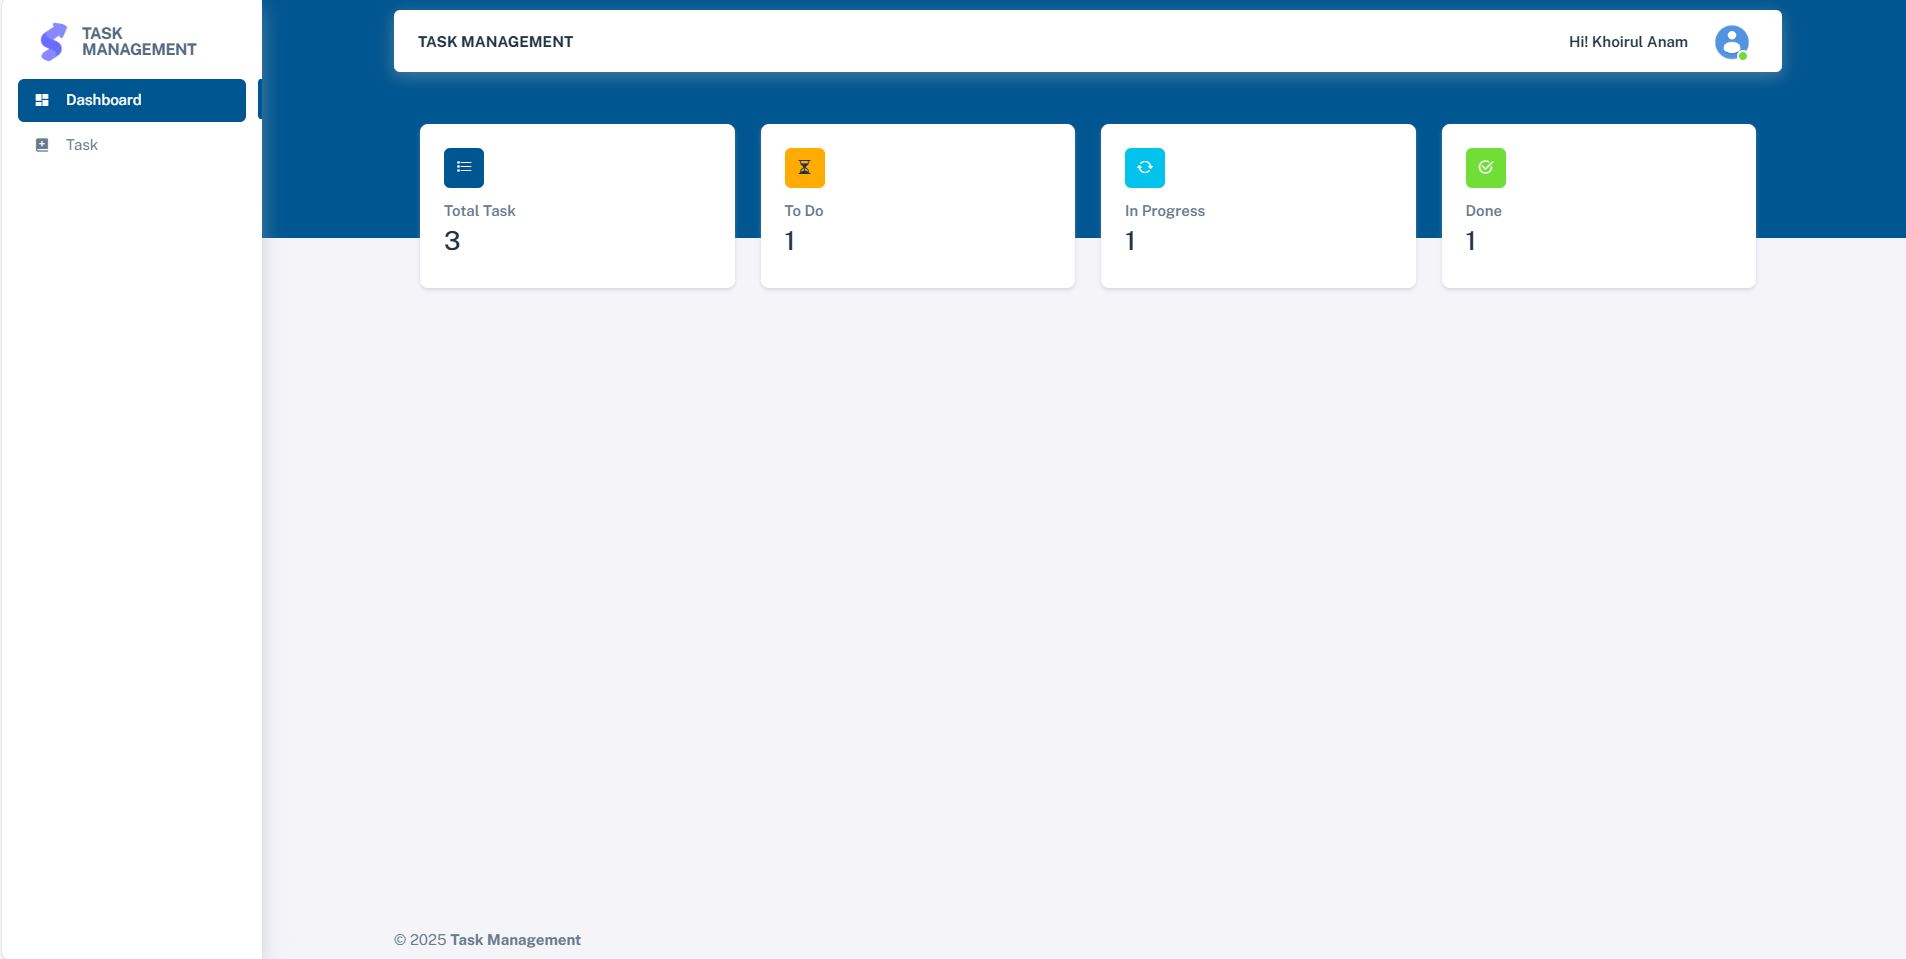 TASK
MANAGEMENT
Dashboard
Task
TASK MANAGEMENT
Hi! Khoirul Anam
Total Task
3
To Do
1
In Progress
1
Done
1
© 2025 Task Management